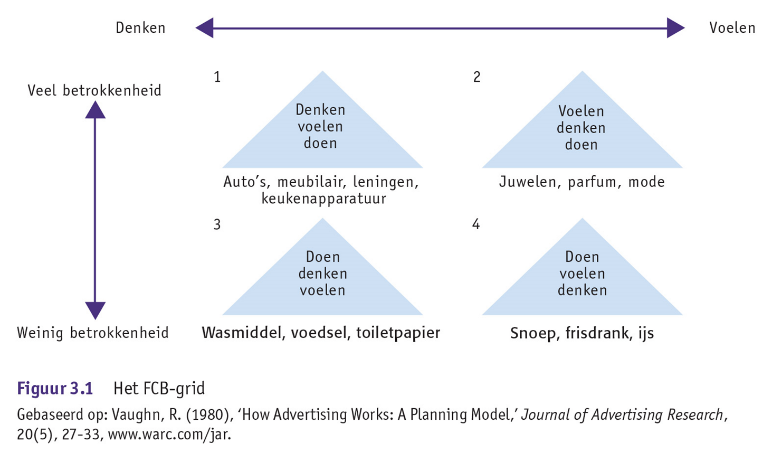 Denken
Voelen
Veel betrokkenheid
1
Denken
voelen
doen
Auto's, meubilair, leningen,
keukenapparatuur
2
Voelen
denken
doen
Juwelen, parfum, mode
3
Doen
denken
voelen
Wasmiddel, voedsel, toiletpapier
4
Doen
voelen
denken
Snoep, frisdrank, ijs
Weinig betrokkenheid
Figuur 3.1 Het FCB-grid
Gebaseerd op: Vaughn, R. (1980), ‘How Advertising Works: A Planning Model,’ Journal of Advertising Research,
20(5), 27-33, www.warc.com/jar.